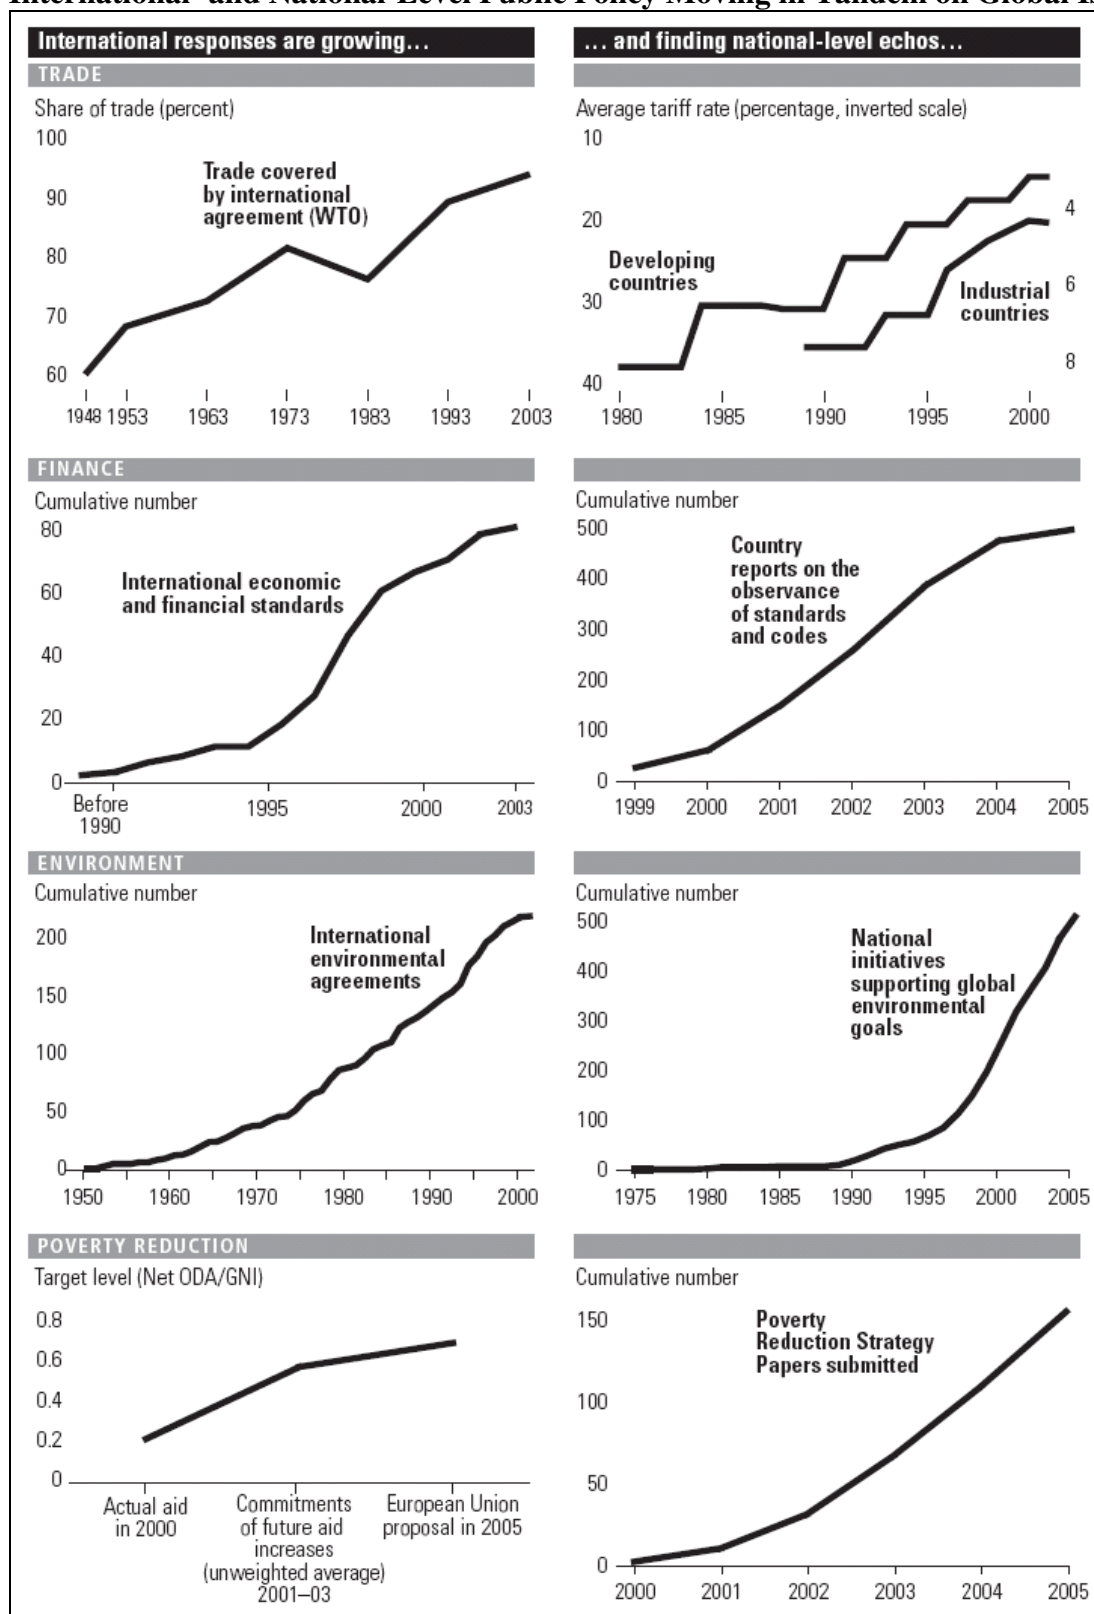 International- and National-Level Public Policy Moving in Tandem on Global
International responses are growing...
... and finding national-level echos...
TRADE
Share of trade (percent)
100
90
80
70
60
Trade covered
by international
agreement (WTO)
1948 1953 1963 1973 1983 1993 2003
Average tariff rate (percentage, inverted scale)
10
20
30
40
Developing
countries
Industrial
countries
4
6
8
1980 1985 1990 1995 2000
FINANCE
Cumulative number
80
60
40
20
0
International economic
and financial standards
Before
1990
1995 2000 2003
Cumulative number
500
400
300
200
100
0
Country
reports on the
observance
of standards
and codes
1999 2000 2001 2002 2003 2004 2005
ENVIRONMENT
Cumulative number
200
150
100
50
0
International
environmental
agreements
1950 1960 1970 1980 1990 2000
Cumulative number
500
400
300
200
100
0
National
initiatives
supporting global
environmental
goals
1975 1980 1985 1990 1995 2000 2005
POVERTY REDUCTION
Target level (Net ODA/GNI)
0.8
0.6
0.4
0.2
0
Actual aid
in 2000
Commitments
of future aid
increases
(unweighted average)
2001–03
European Union
proposal in 2005
Cumulative number
150
100
50
0
Poverty
Reduction Strategy
Papers submitted
2000 2001 2002 2003 2004 2005